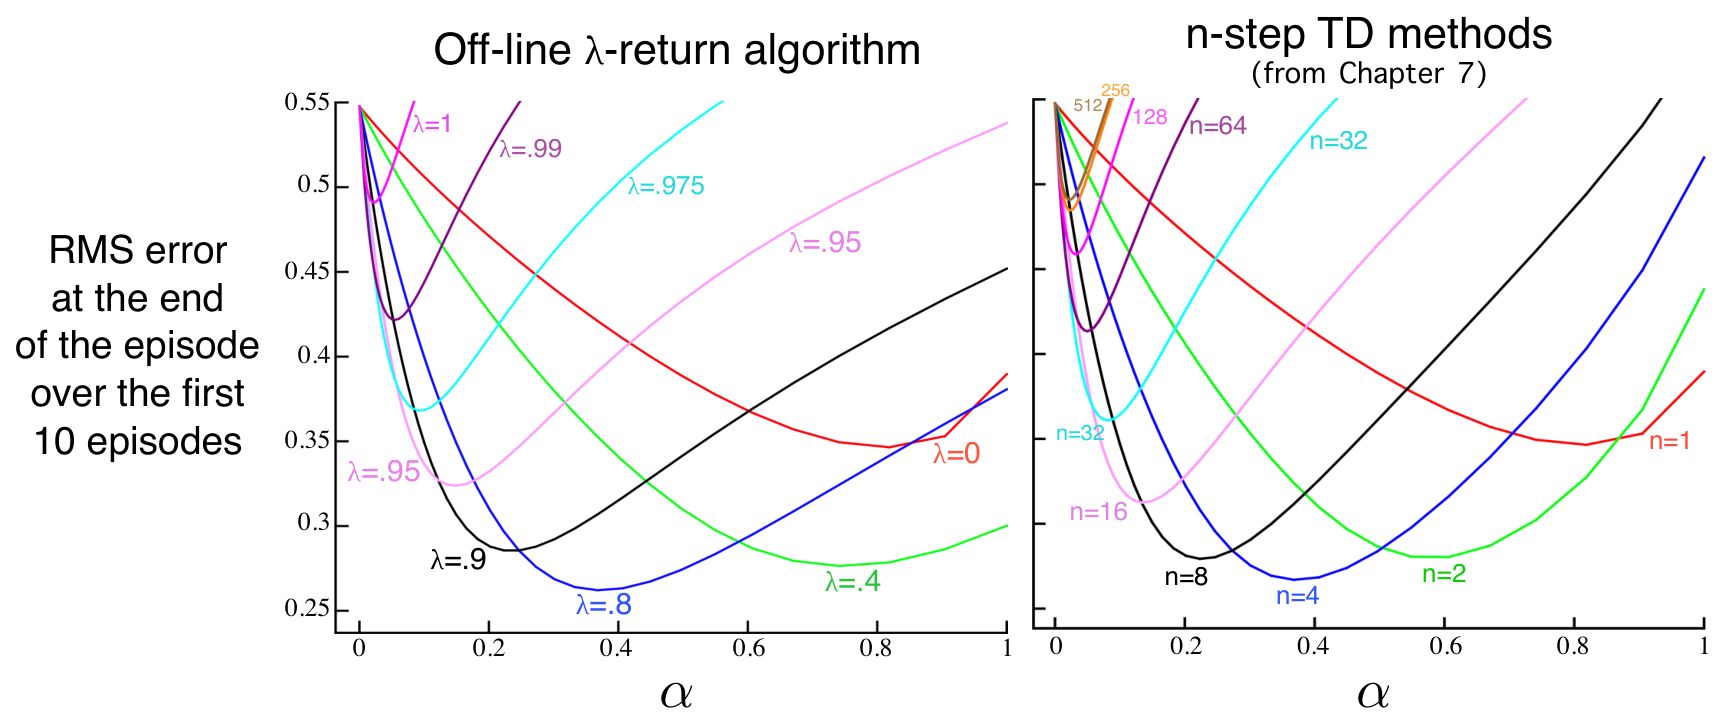 Off-line λ-return algorithm
n-step TD methods
(from Chapter 7)
RMS error
at the end
of the episode
over the first
10 episodes
0.55
0.5
0.45
0.4
0.35
0.3
0.25
λ=1
λ=.99
λ=.975
λ=.95
λ=.95
λ=0
λ=.9
λ=.4
λ=.8
0 0.2 0.4 0.6 0.8 1
α
256
512
128
n=64
n=32
n=32
n=1
n=16
n=8
n=2
n=4
0 0.2 0.4 0.6 0.8 1
α